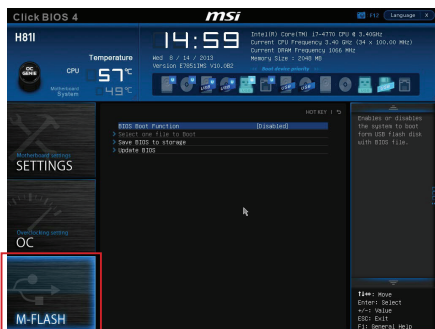 Click BIOS 4
msi
F12
Language
X
H81I
14:59
Intel(R) Core(TM) i7-4770 CPU @ 3.40GHz
Current CPU Frequency 3.40 GHz (34 x 100.00 MHz)
Current DRAM Frequency 1066 MHz
Memory Size : 2048 MB
Wed 8 / 14 / 2013
Version E7851IMS V10.0B2
Boot device priority
Temperature
OC
GENIE
CPU
57°C
Motherboard
System
49°C
HOT KEY
BIOS Boot Function
[Disabled]
Select one file to Boot
Save BIOS to storage
Update BIOS
Enables or disables
the system to boot
form USB flash disk
with BIOS file.
Motherboard settings
SETTINGS
Overclocking setting
OC
M-FLASH
↑↓←→: Move
Enter: Select
+/-: Value
ESC: Exit
F1: General Help